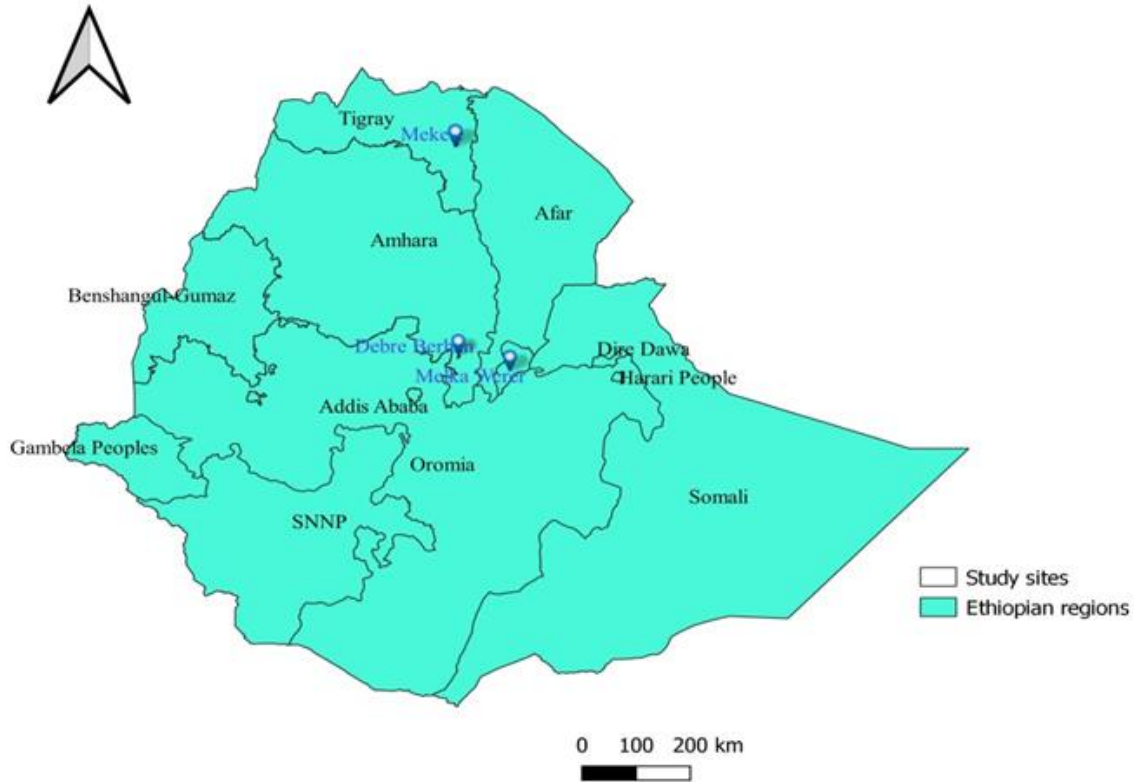 Tigray
Afar
Amhara
Benshangul-Gumaz
Debre
Dire Dawa
Melka Werer
Harari People
Addis Ababa
Gambela Peoples
Oromia
Somali
SNNP
Study sites
Ethiopian regions
0 100 200 km